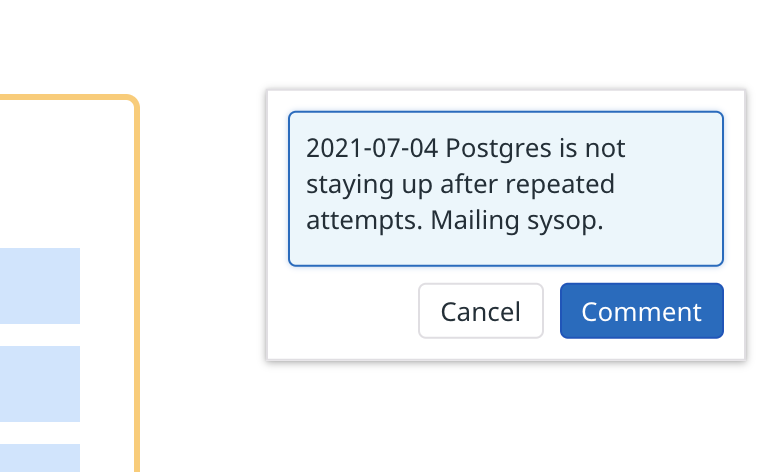 2021-07-04 Postgres is not
staying up after repeated
attempts. Mailing sysop.
Cancel
Comment